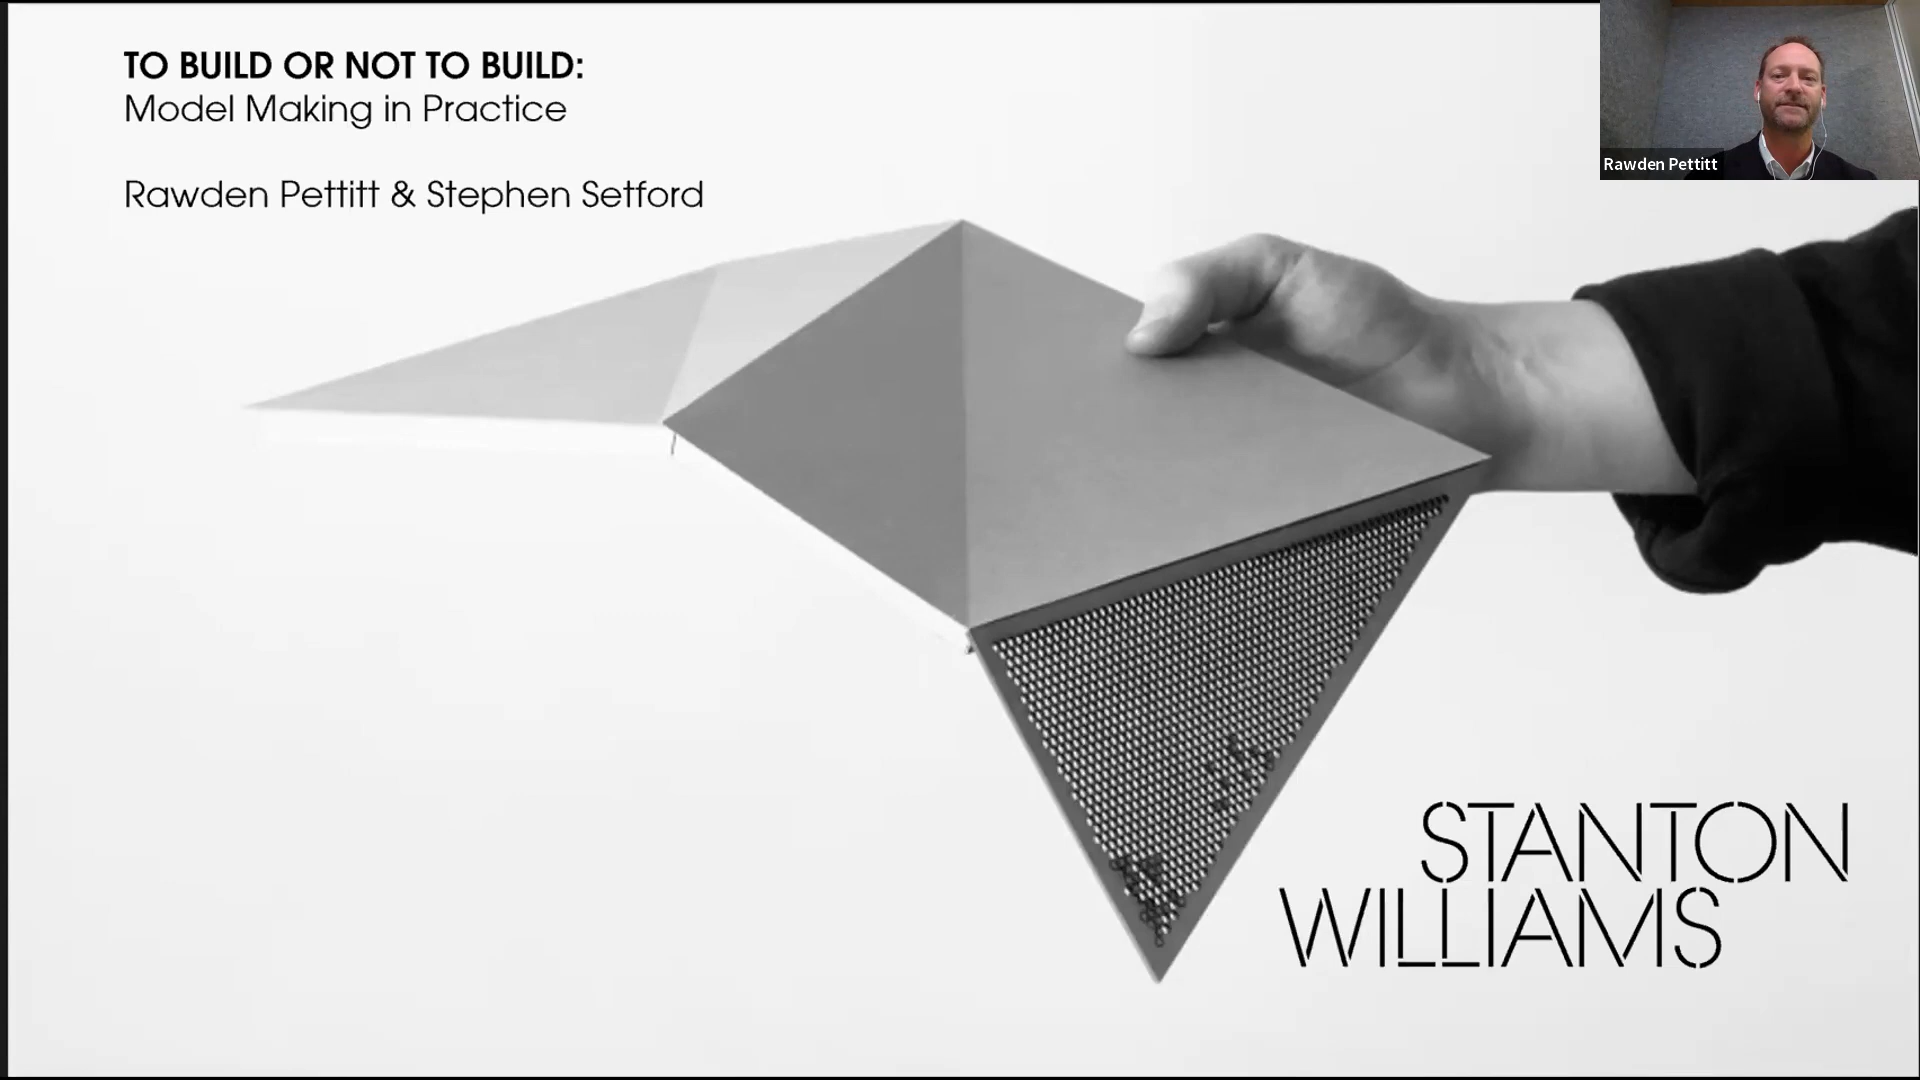 TO BUILD OR NOT TO BUILD:
Model Making in Practice
Rawden Pettitt & Stephen Setford
Rawden Pettitt
STANTON
WILLIAMS